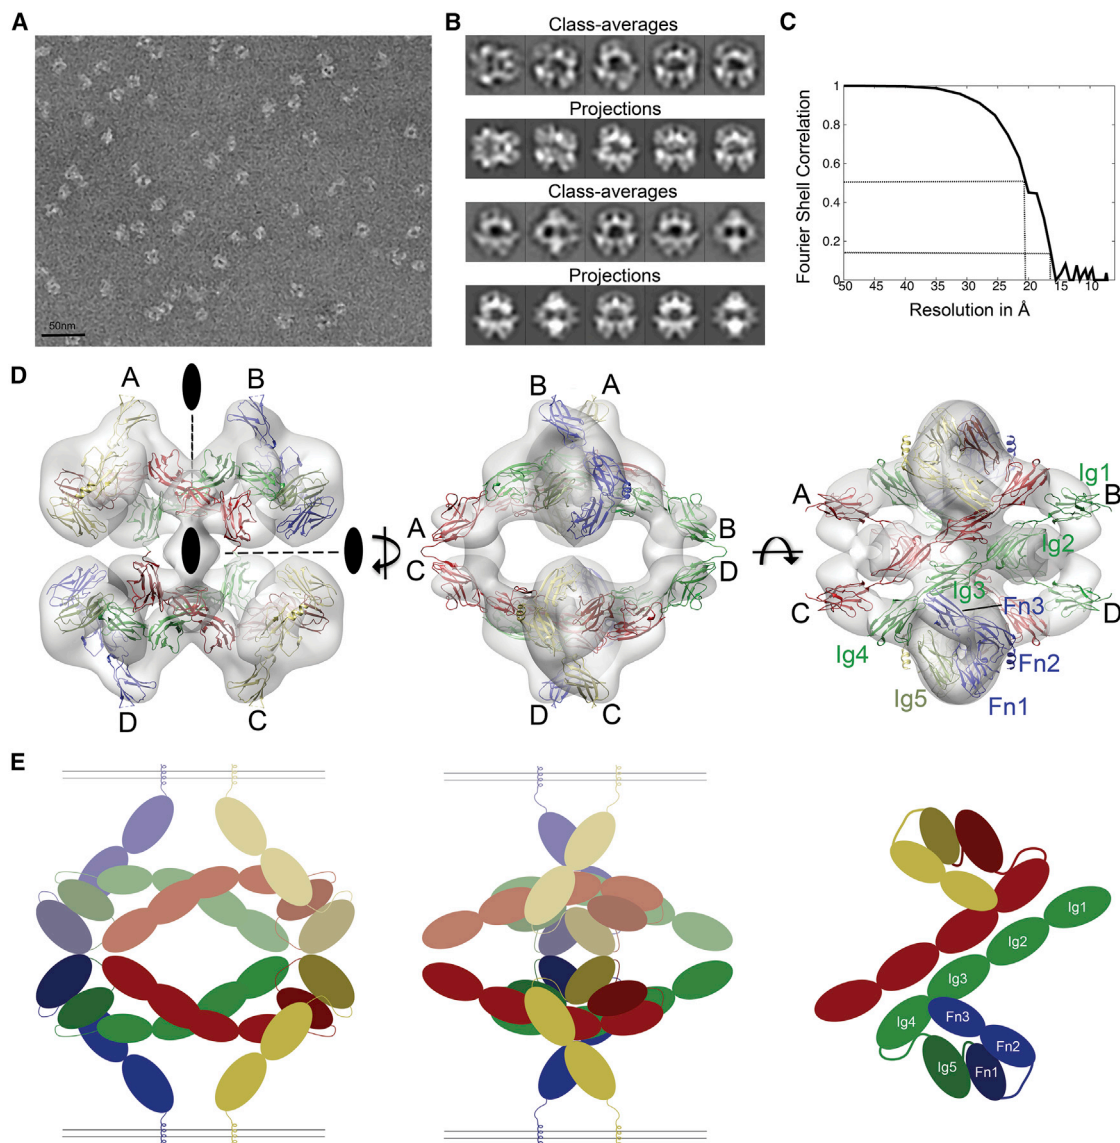 A
50nm
B
Class-averages
Projections
Class-averages
Projections
C
Fourier Shell Correlation
1
0.8
0.6
0.4
0.2
0
50 45 40 35 30 25 20 15 10
Resolution in Å
D
A B
D C
B A
A B
C D
D C
A
Ig1
B
Ig2
C
Ig3
Fn3
D
Ig4
Fn2
Ig5
Fn1
E
Ig1
Ig2
Ig3
Ig4
Fn3
Fn2
Ig5
Fn1